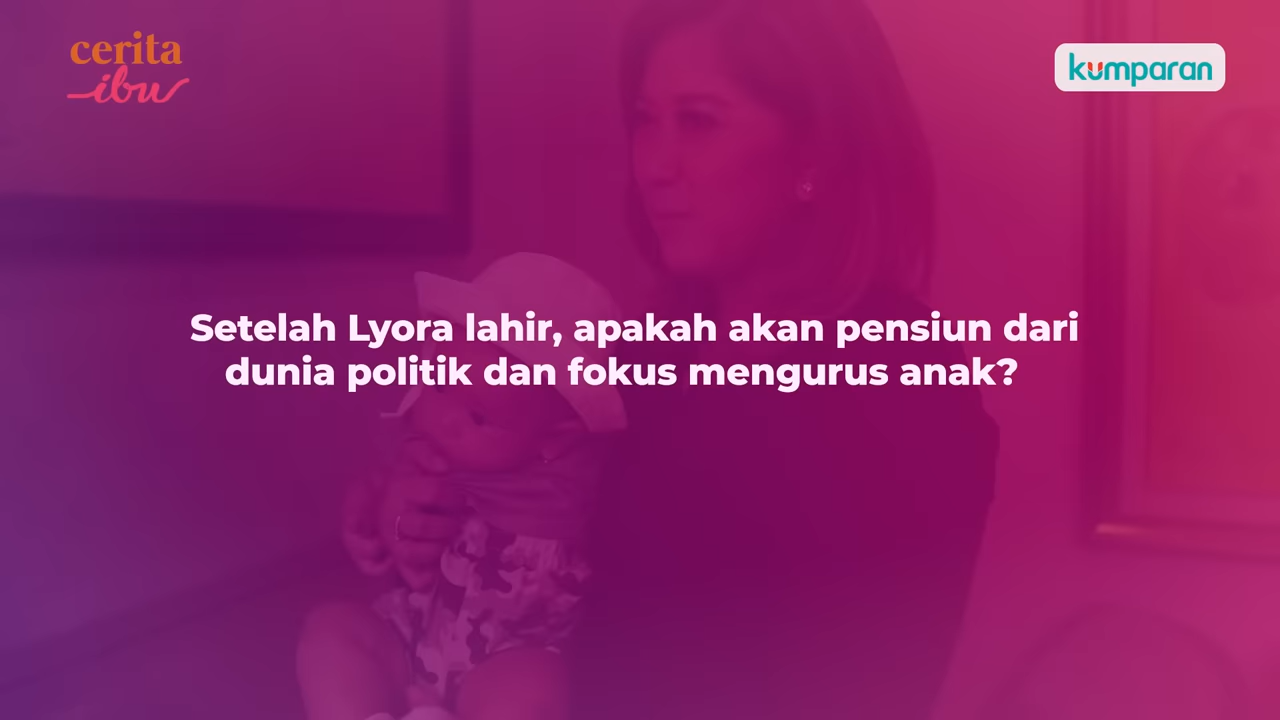 cerita
ibu
kumparan
Setelah Lyora lahir, apakah akan pensiun dari
dunia politik dan fokus mengurus anak?